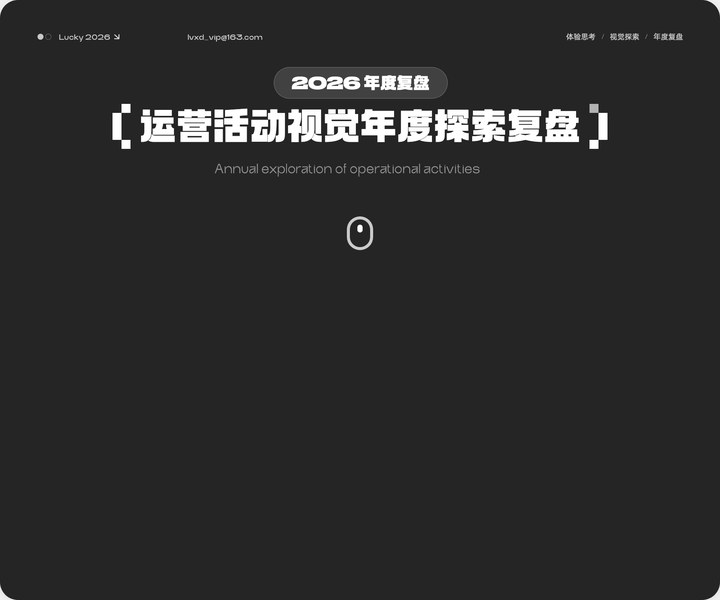 Lucky 2026
lvxd_vip@163.com
体验思考 / 视觉探索 / 年度复盘
2026 年度复盘
运营活动视觉年度探索复盘
Annual exploration of operational activities